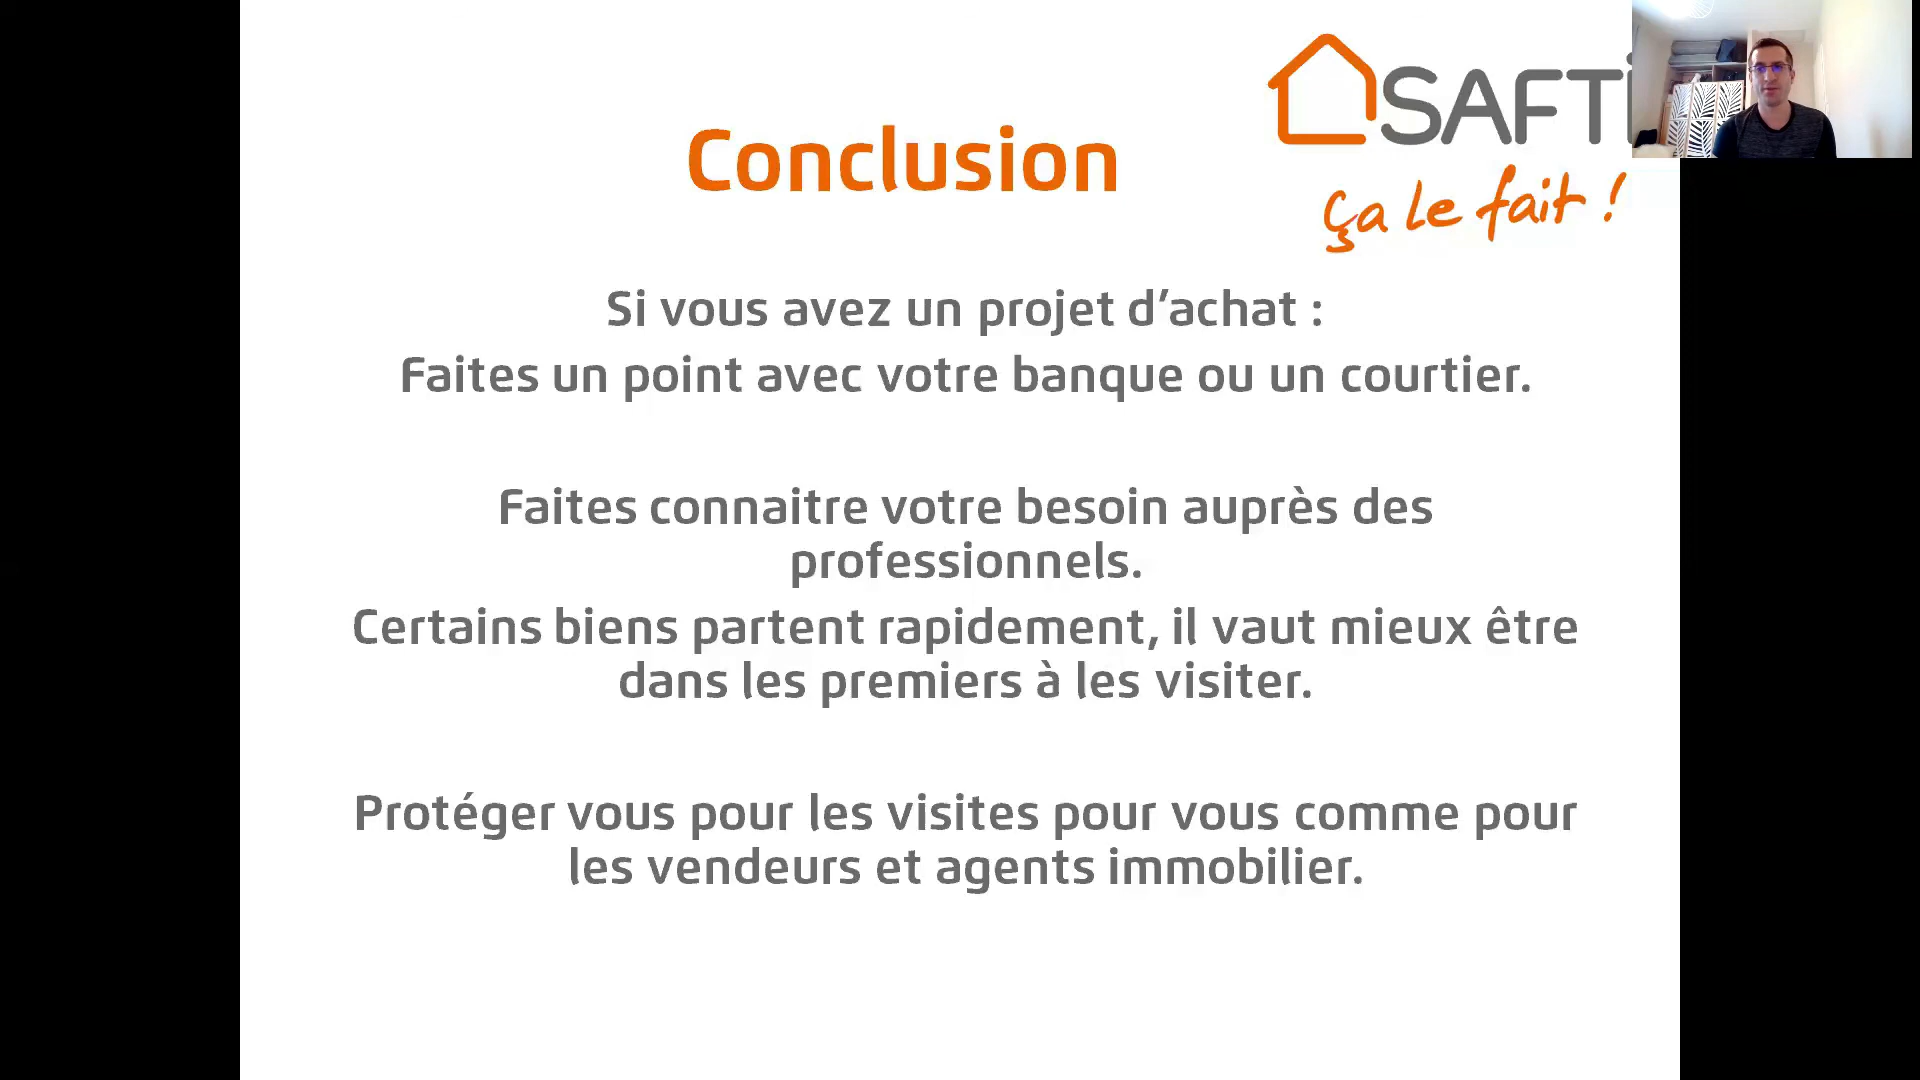 SAFTI
Conclusion
ça le fait !
Si vous avez un projet d’achat :
Faites un point avec votre banque ou un courtier.
Faites connaitre votre besoin auprès des
professionnels.
Certains biens partent rapidement, il vaut mieux être
dans les premiers à les visiter.
Protéger vous pour les visites pour vous comme pour
les vendeurs et agents immobilier.